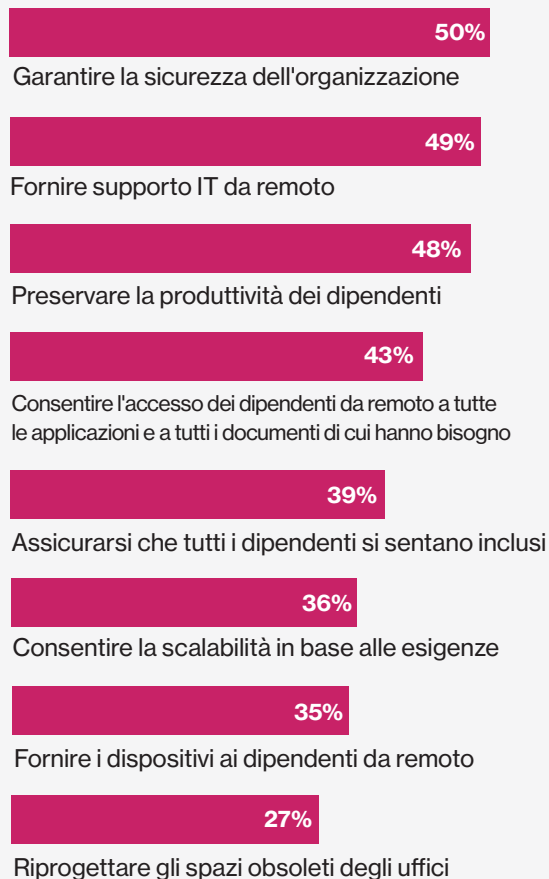 50%
Garantire la sicurezza dell'organizzazione
49%
Fornire supporto IT da remoto
48%
Preservare la produttività dei dipendenti
43%
Consentire l'accesso dei dipendenti da remoto a tutte
le applicazioni e a tutti i documenti di cui hanno bisogno
39%
Assicurarsi che tutti i dipendenti si sentano inclusi
36%
Consentire la scalabilità in base alle esigenze
35%
Fornire i dispositivi ai dipendenti da remoto
27%
Riprogettare gli spazi obsoleti degli uffici